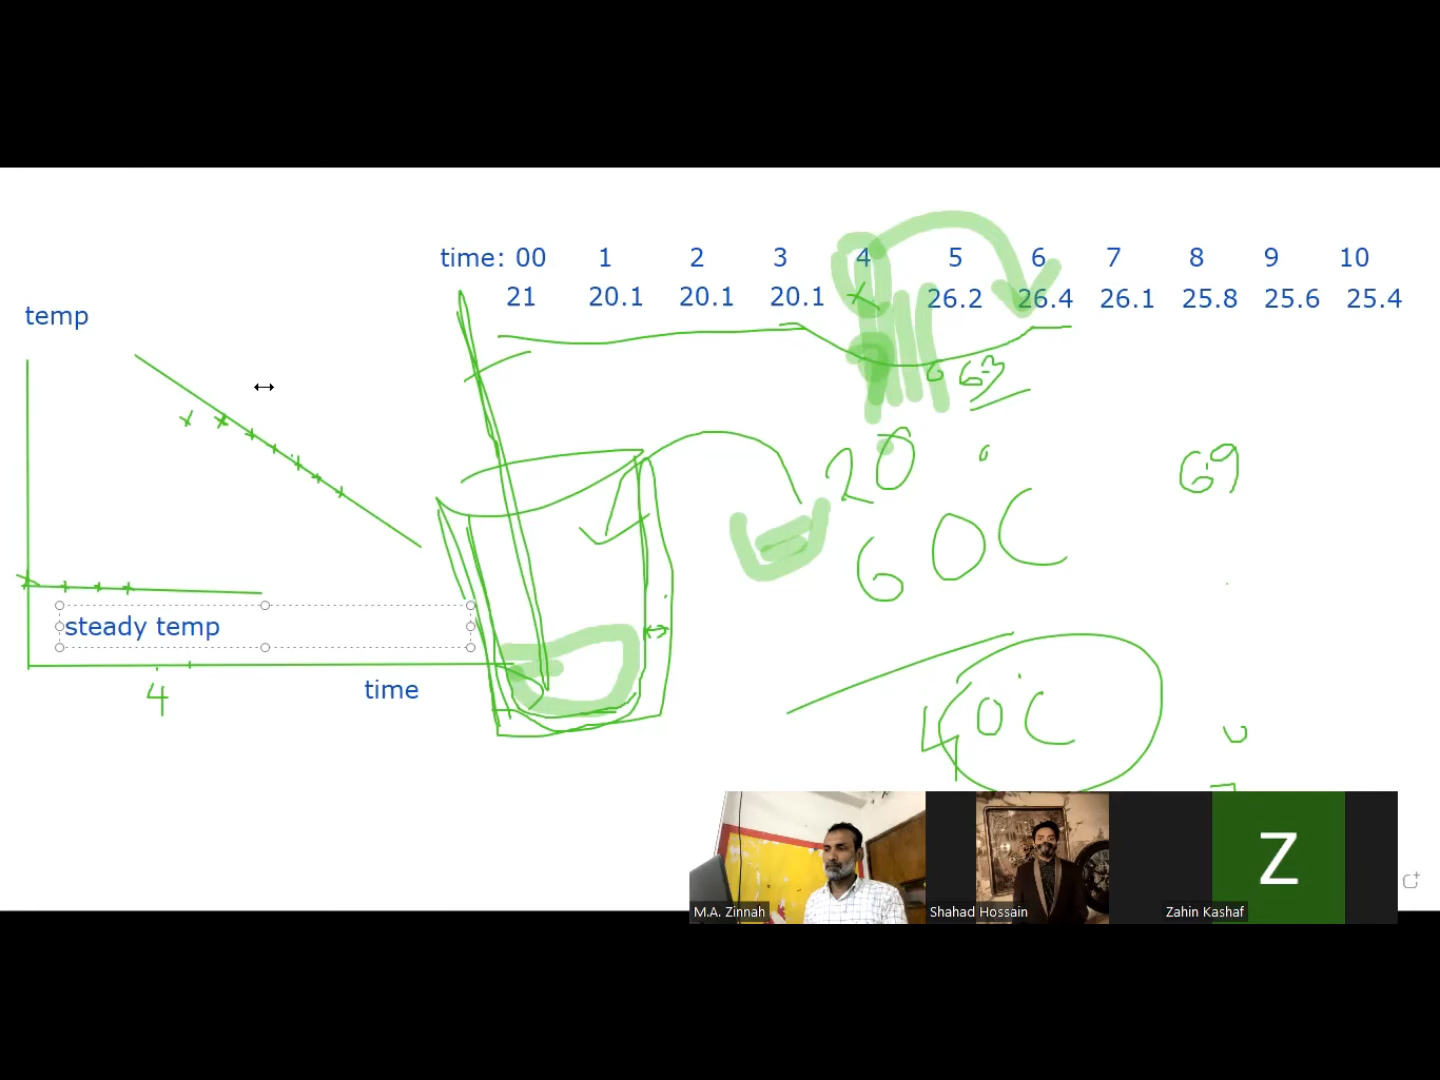 time: 00 1 2 3 4 5 6 7 8 9 10
21 20.1 20.1 20.1 x 26.2 26.4 26.1 25.8 25.6 25.4
temp
6.3
20
69
60C
steady temp
4
time
40C
Z
M.A. Zinnah
Shahad Hossain
Zahin Kashaf